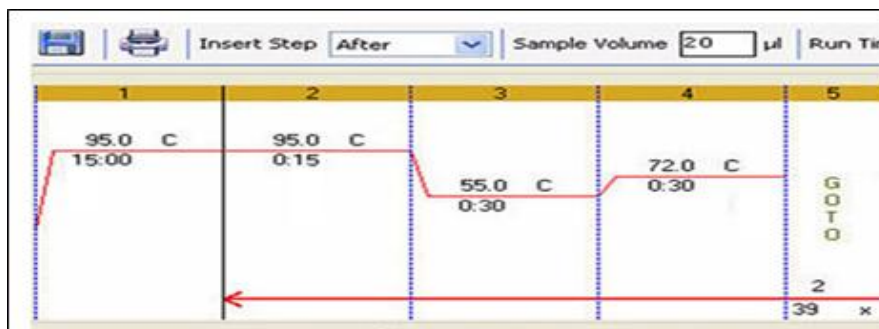 Insert Step After Sample Volume 20 µl Run Ti
1 2 3 4 5
95.0 C 95.0 C
15:00 0:15
72.0 C
55.0 C 0:30
0:30
GOTO
2
39 x